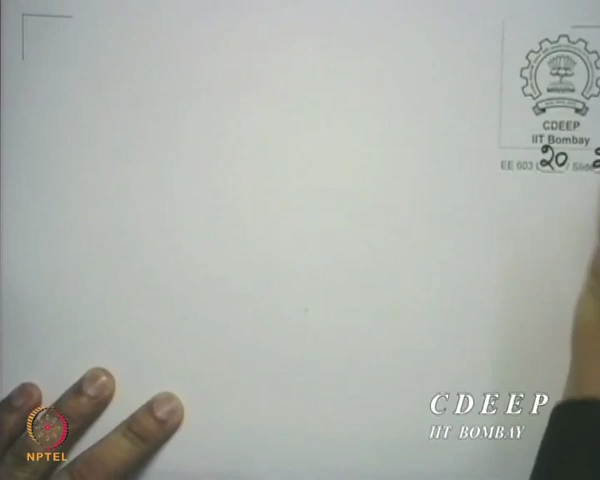 CDEEP
IIT Bombay
EE 603 L 20 / Slide
CDEEP
IIT BOMBAY
NPTEL